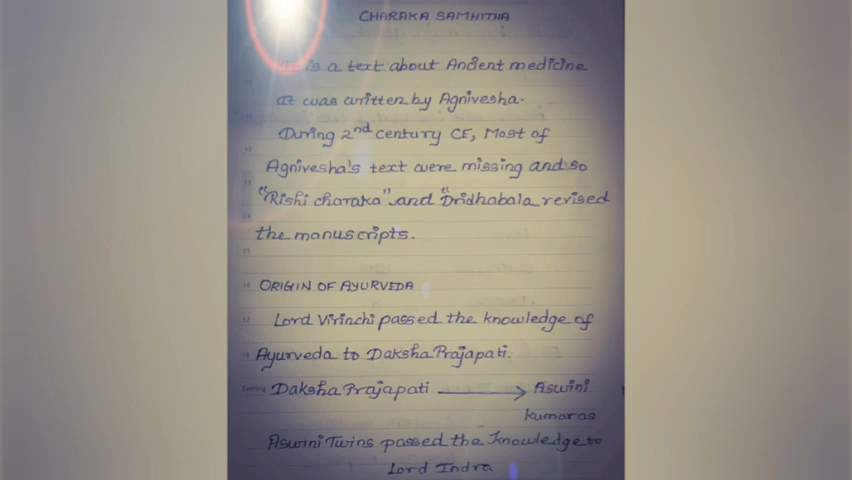 CHARAKA SAMHITHA
It is a text about Ancient medicine
It was written by Agnivesha.
During 2nd century CE, Most of
Agnivesha's text were missing and so
"Rishi charaka" and "Dridhabala revised
the manuscripts.
ORIGIN OF AYURVEDA
Lord Virinchi passed the knowledge of
Ayurveda to Daksha Prajapati.
Daksha Prajapati → Aswini
kumaras
Aswini Twins passed the Knowledge to
Lord Indra